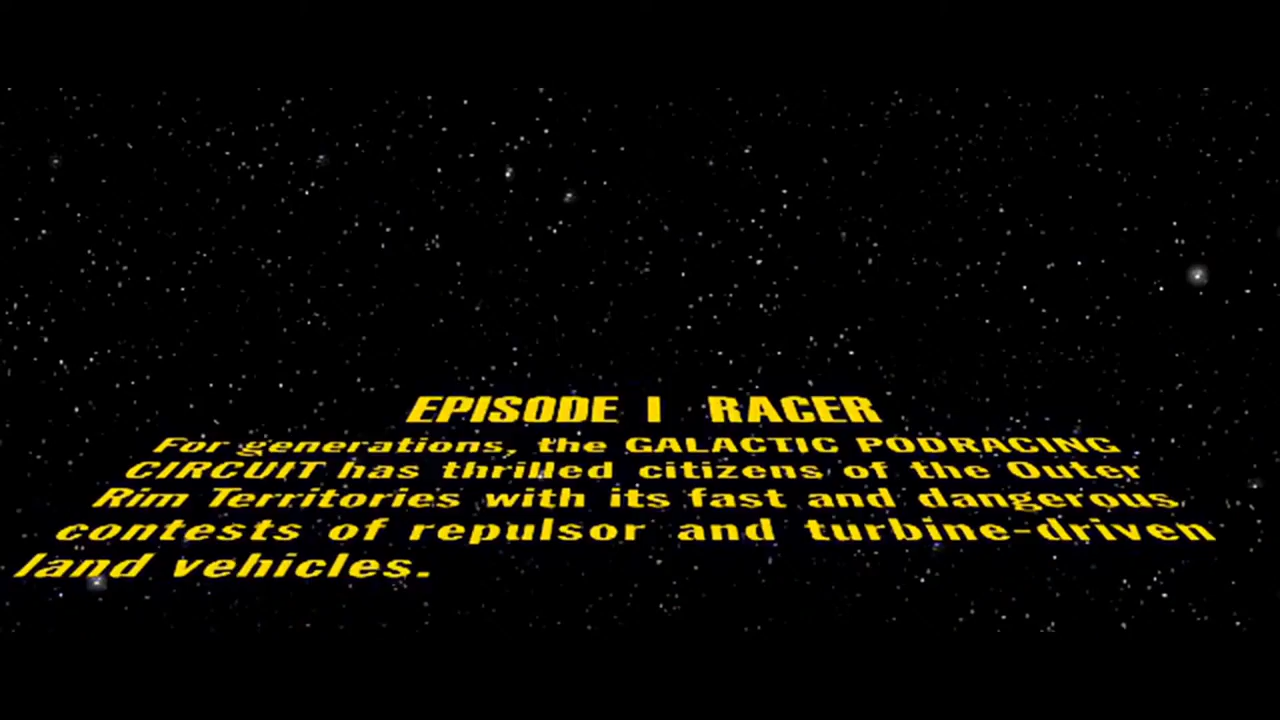 EPISODE I RACER
For generations, the GALACTIC PODRACING
CIRCUIT has thrilled citizens of the Outer
Rim Territories with its fast and dangerous
contests of repulsor and turbine-driven
land vehicles.